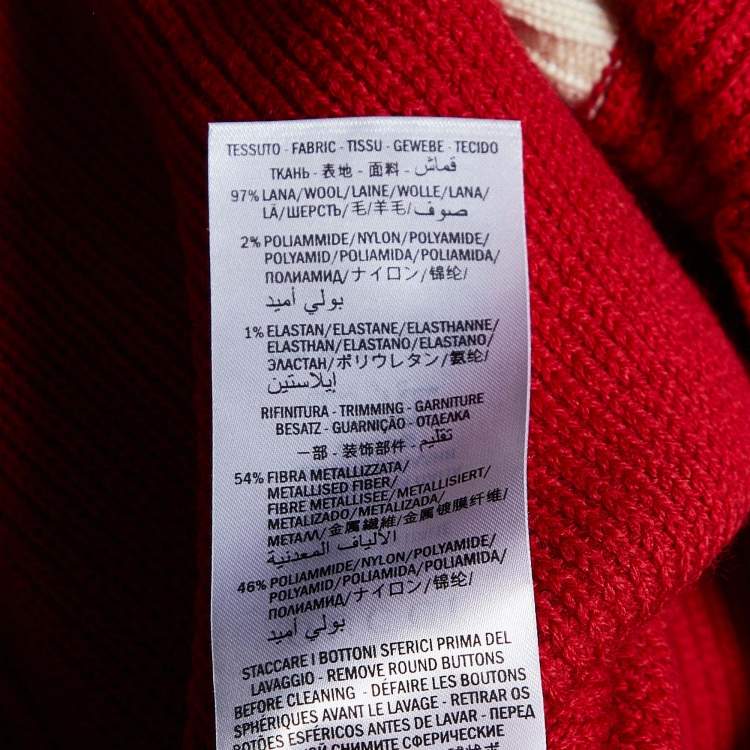 TESSUTO - FABRIC - TISSU - GEWEBE - TECIDO
ТКАНЬ - 表地 - 面料 - قماش
97% LANA/WOOL/LAINE/WOLLE/LANA/
LÃ/ШЕРСТЬ/毛/羊毛/صوف
2% POLIAMMIDE/NYLON/POLYAMIDE/
POLYAMID/POLIAMIDA/POLIAMIDA/
ПОЛИАМИД/ナイロン/锦纶/
بولي أميد
1% ELASTAN/ELASTANE/ELASTHANNE/
ELASTHAN/ELASTANO/ELASTANO/
ЭЛАСТАН/ポリウレタン/氨纶/
إيلاستين
RIFINITURA - TRIMMING - GARNITURE
BESATZ - GUARNIÇÃO - ОТДЕЛКА
一部 - 装饰部件 - تقليم
54% FIBRA METALLIZZATA/
METALLISED FIBER/
FIBRE METALLISEE/METALLISIERT/
METALIZADO/METALIZADA/
МЕТАЛЛ/金属繊維/金属镀膜纤维/
الألياف المعدنية
46% POLIAMMIDE/NYLON/POLYAMIDE/
POLYAMID/POLIAMIDA/POLIAMIDA/
ПОЛИАМИД/ナイロン/锦纶/
بولي أميد
STACCARE I BOTTONI SFERICI PRIMA DEL
LAVAGGIO - REMOVE ROUND BUTTONS
BEFORE CLEANING - DÉFAIRE LES BOUTONS
SPHÉRIQUES AVANT LE LAVAGE - RETIRAR OS
BOTÕES ESFÉRICOS ANTES DE LAVAR - ПЕРЕД
СНИМИТЕ СФЕРИЧЕСКИЕ